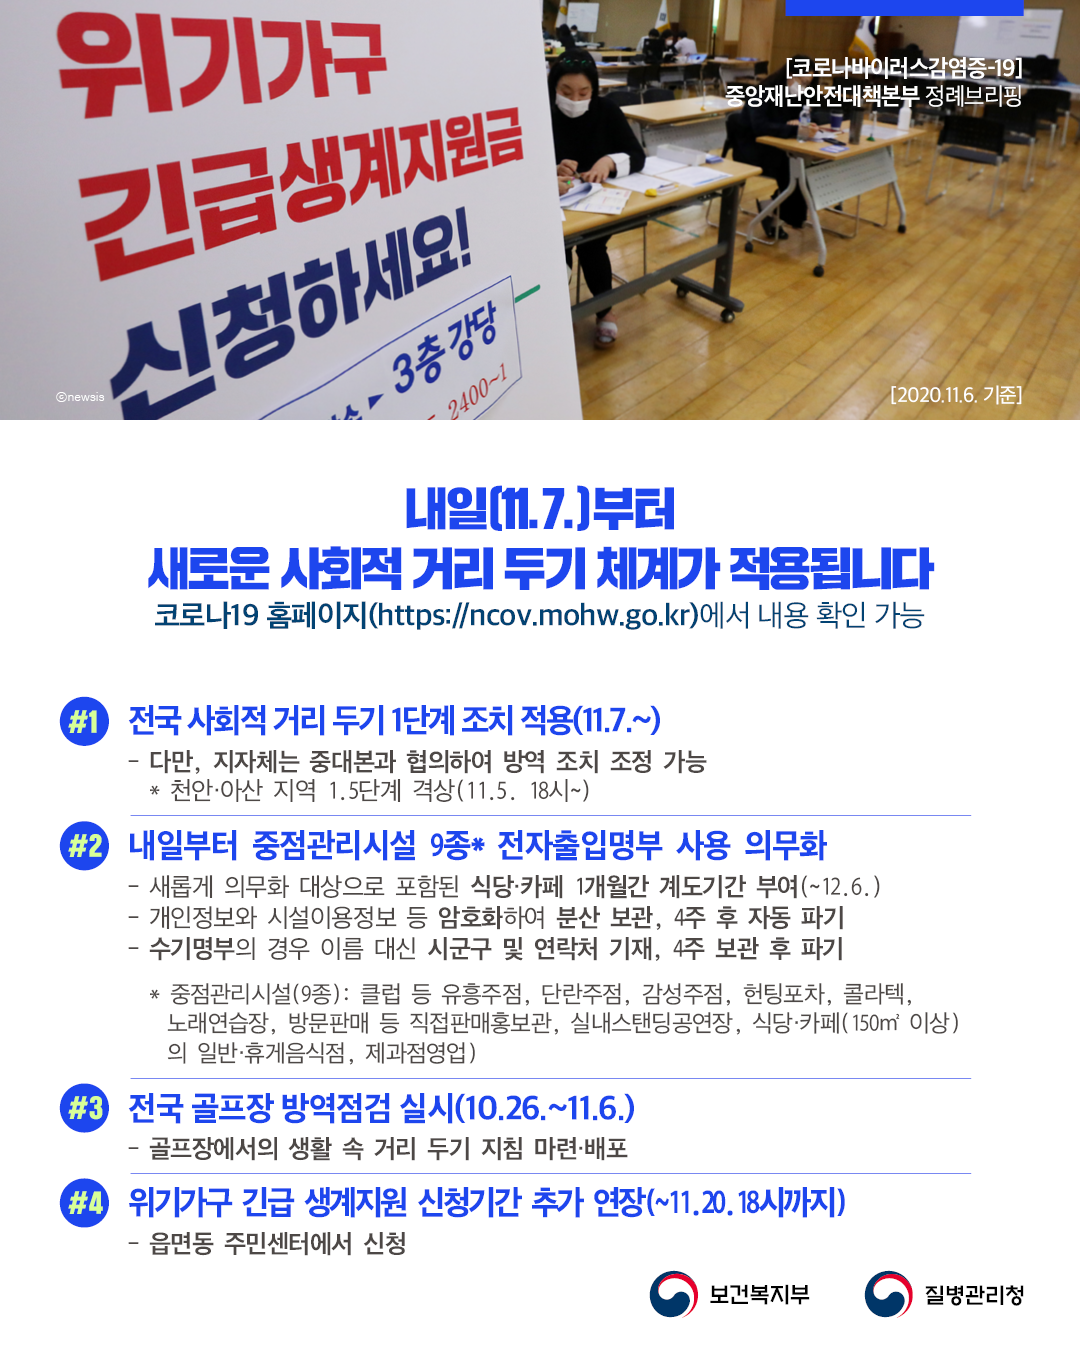 위기가구
긴급생계지원금
신청하세요!
▶ 3층 강당
2400~1
[코로나바이러스감염증-19]
중앙재난안전대책본부 정례브리핑
ⓒnewsis
[2020.11.6. 기준]
내일(11.7.)부터
새로운 사회적 거리 두기 체계가 적용됩니다
코로나19 홈페이지(https://ncov.mohw.go.kr)에서 내용 확인 가능
#1 전국 사회적 거리 두기 1단계 조치 적용(11.7.~)
- 다만, 지자체는 중대본과 협의하여 방역 조치 조정 가능
* 천안·아산 지역 1.5단계 격상(11.5. 18시~)
#2 내일부터 중점관리시설 9종* 전자출입명부 사용 의무화
- 새롭게 의무화 대상으로 포함된 식당·카페 1개월간 계도기간 부여(~12.6.)
- 개인정보와 시설이용정보 등 암호화하여 분산 보관, 4주 후 자동 파기
- 수기명부의 경우 이름 대신 시군구 및 연락처 기재, 4주 보관 후 파기
* 중점관리시설(9종): 클럽 등 유흥주점, 단란주점, 감성주점, 헌팅포차, 콜라텍,
노래연습장, 방문판매 등 직접판매홍보관, 실내스탠딩공연장, 식당·카페(150㎡ 이상)
의 일반·휴게음식점, 제과점영업)
#3 전국 골프장 방역점검 실시(10.26.~11.6.)
- 골프장에서의 생활 속 거리 두기 지침 마련·배포
#4 위기가구 긴급 생계지원 신청기간 추가 연장(~11.20.18시까지)
- 읍면동 주민센터에서 신청
보건복지부
질병관리청